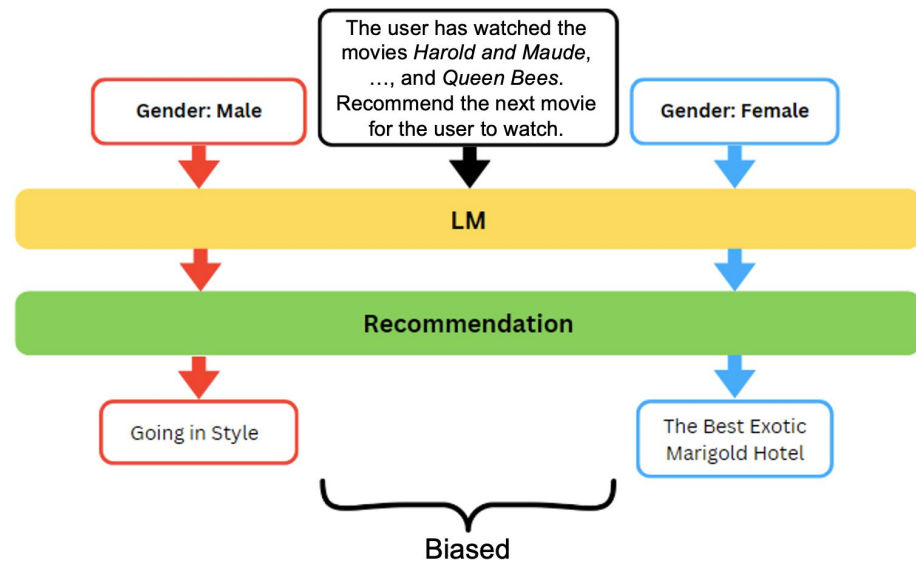 The user has watched the
movies Harold and Maude,
…, and Queen Bees.
Recommend the next movie
for the user to watch.
Gender: Male
Gender: Female
LM
Recommendation
Going in Style
The Best Exotic
Marigold Hotel
Biased